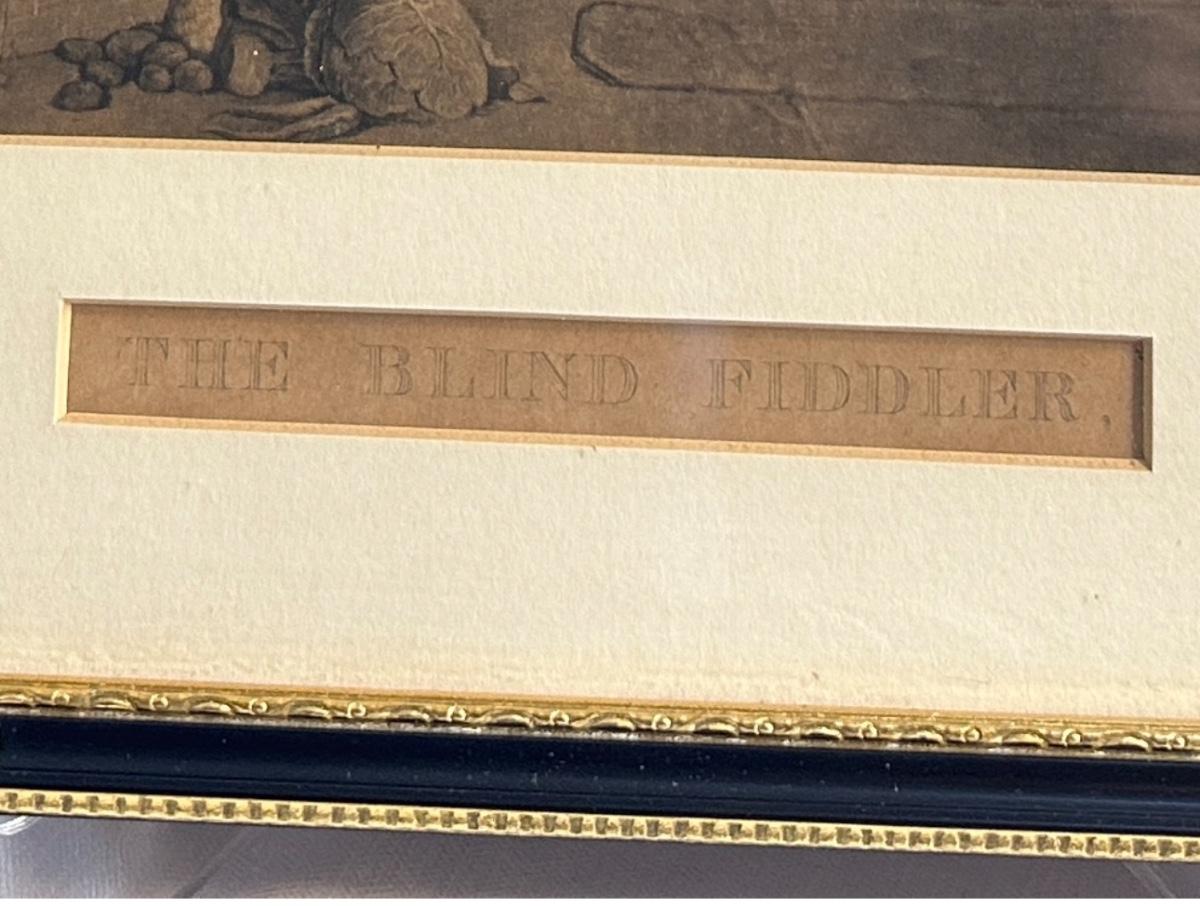 THE BLIND FIDDLER.